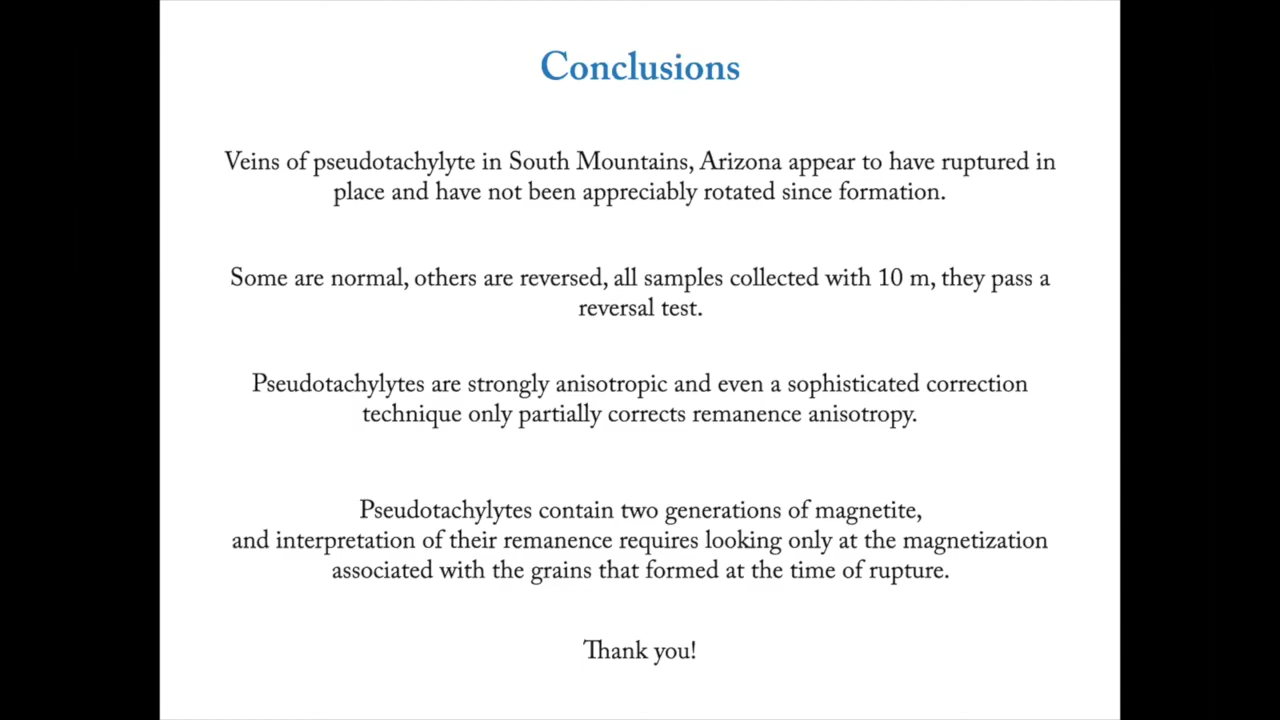 Conclusions
Veins of pseudotachylyte in South Mountains, Arizona appear to have ruptured in
place and have not been appreciably rotated since formation.
Some are normal, others are reversed, all samples collected with 10 m, they pass a
reversal test.
Pseudotachylytes are strongly anisotropic and even a sophisticated correction
technique only partially corrects remanence anisotropy.
Pseudotachylytes contain two generations of magnetite,
and interpretation of their remanence requires looking only at the magnetization
associated with the grains that formed at the time of rupture.
Thank you!